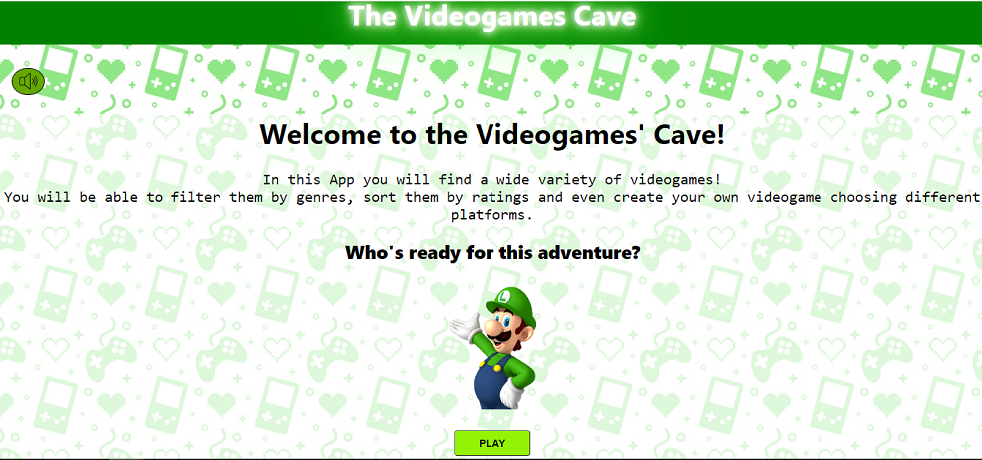 The Videogames Cave
Welcome to the Videogames' Cave!
In this App you will find a wide variety of videogames!
You will be able to filter them by genres, sort them by ratings and even create your own videogame choosing different
platforms.
Who's ready for this adventure?
L
PLAY